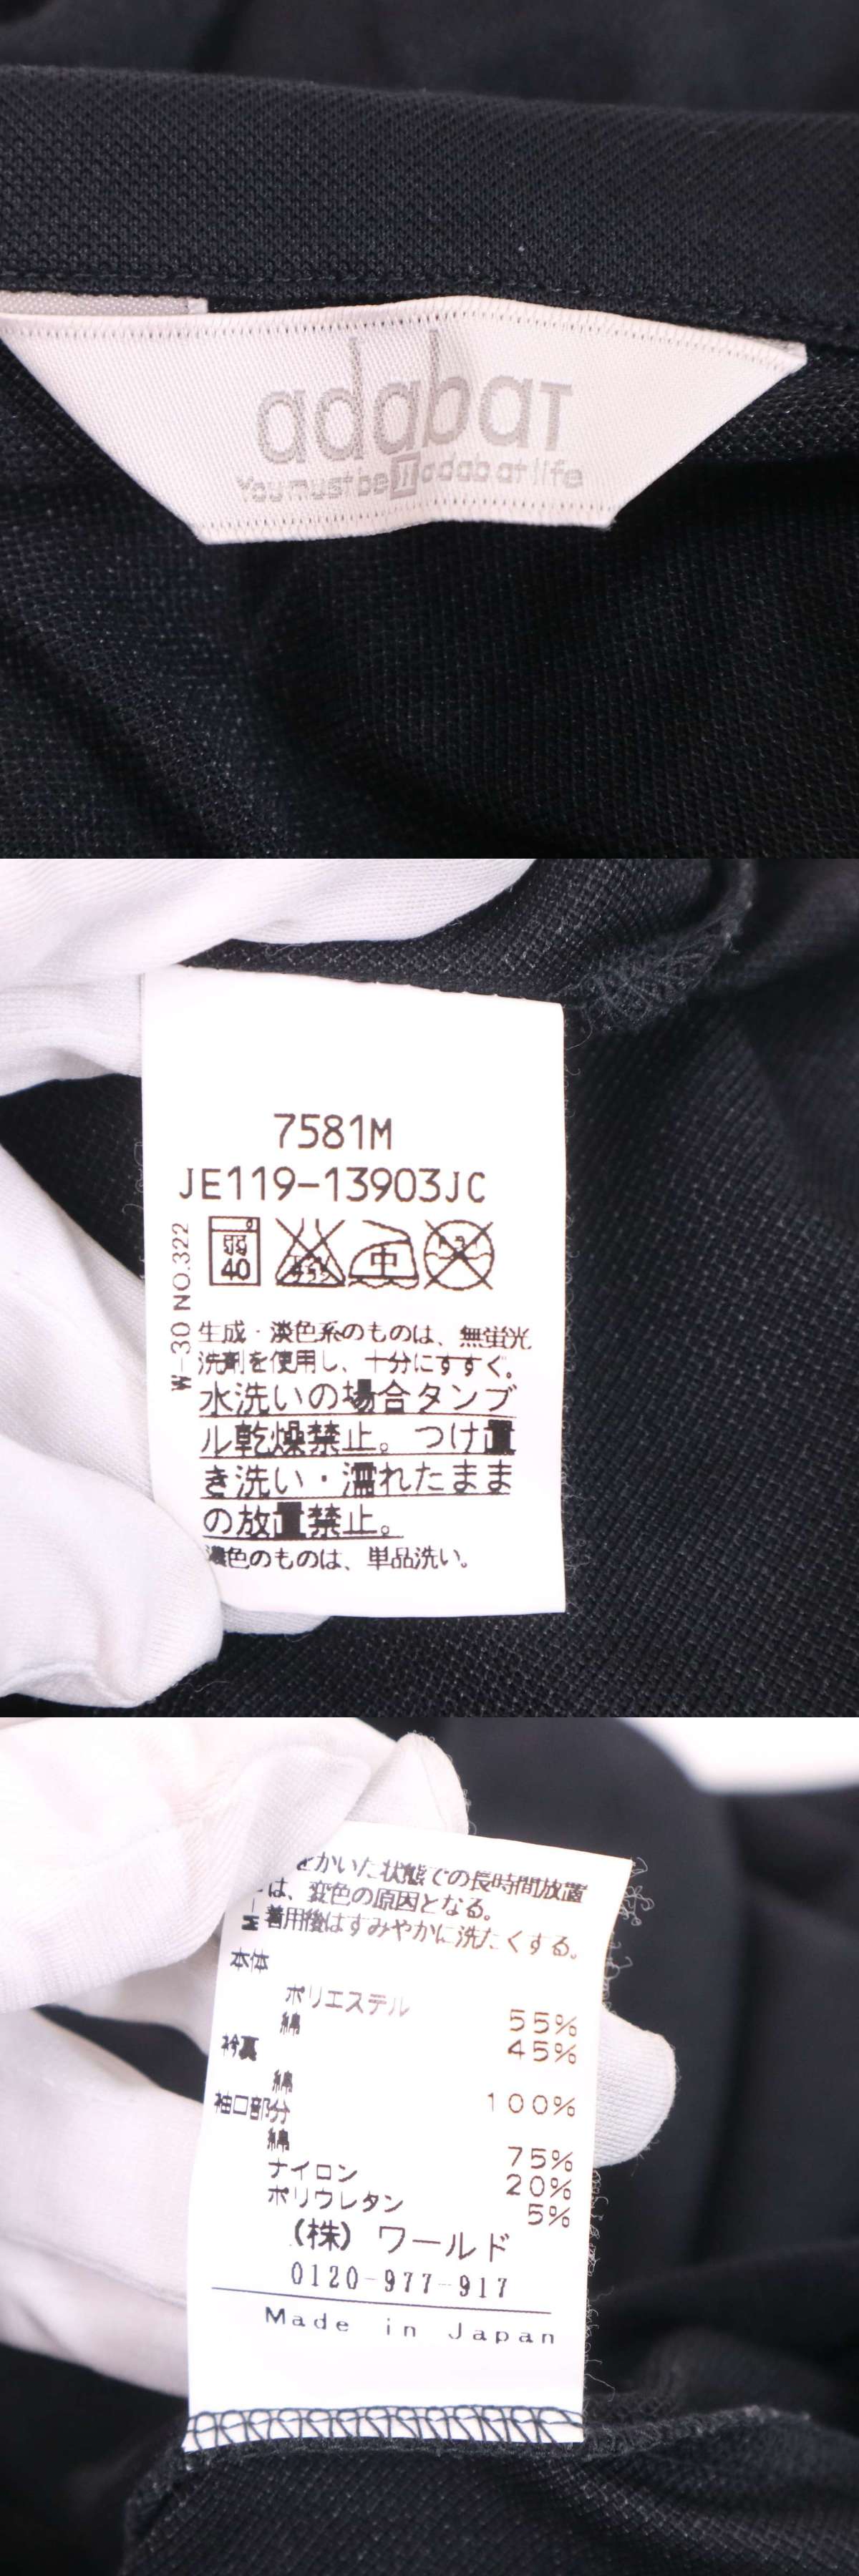 adabat
You must be in adabat life
7581M
JE119-13903JC
弱
40
中
W-30 NO.322
生成・淡色系のものは、無蛍光
洗剤を使用し、十分にすすぐ。
水洗いの場合タンブ
ル乾燥禁止。つけ置
き洗い・濡れたまま
の放置禁止。
濃色のものは、単品洗い。
をかいた状態での長時間放置
は、変色の原因となる。
着用後はすみやかに洗たくする。
本体
ポリエステル 55%
綿 45%
衿裏
綿 100%
袖口部分
綿 75%
ナイロン 20%
ポリウレタン 5%
(株) ワールド
0120-977-917
Made in Japan